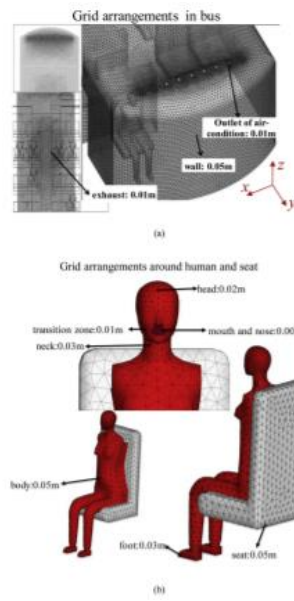 Grid arrangements in bus
Outlet of air-
condition: 0.01m
wall: 0.05m
exhaust: 0.01m
z
x
y
(a)
Grid arrangements around human and seat
head:0.02m
transition zone:0.01m
mouth and nose:0.00
neck:0.03m
body:0.05m
foot:0.03m
seat:0.05m
(b)